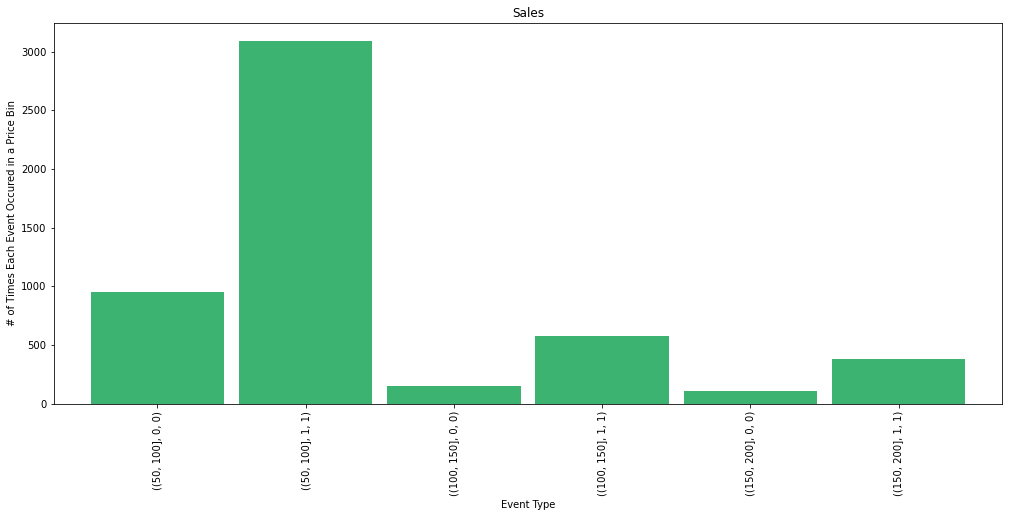 Sales
# of Times Each Event Occured in a Price Bin
3000
2500
2000
1500
1000
500
0
((50, 100], 0, 0)
((50, 100], 1, 1)
((100, 150], 0, 0)
((100, 150], 1, 1)
((150, 200], 0, 0)
((150, 200], 1, 1)
Event Type